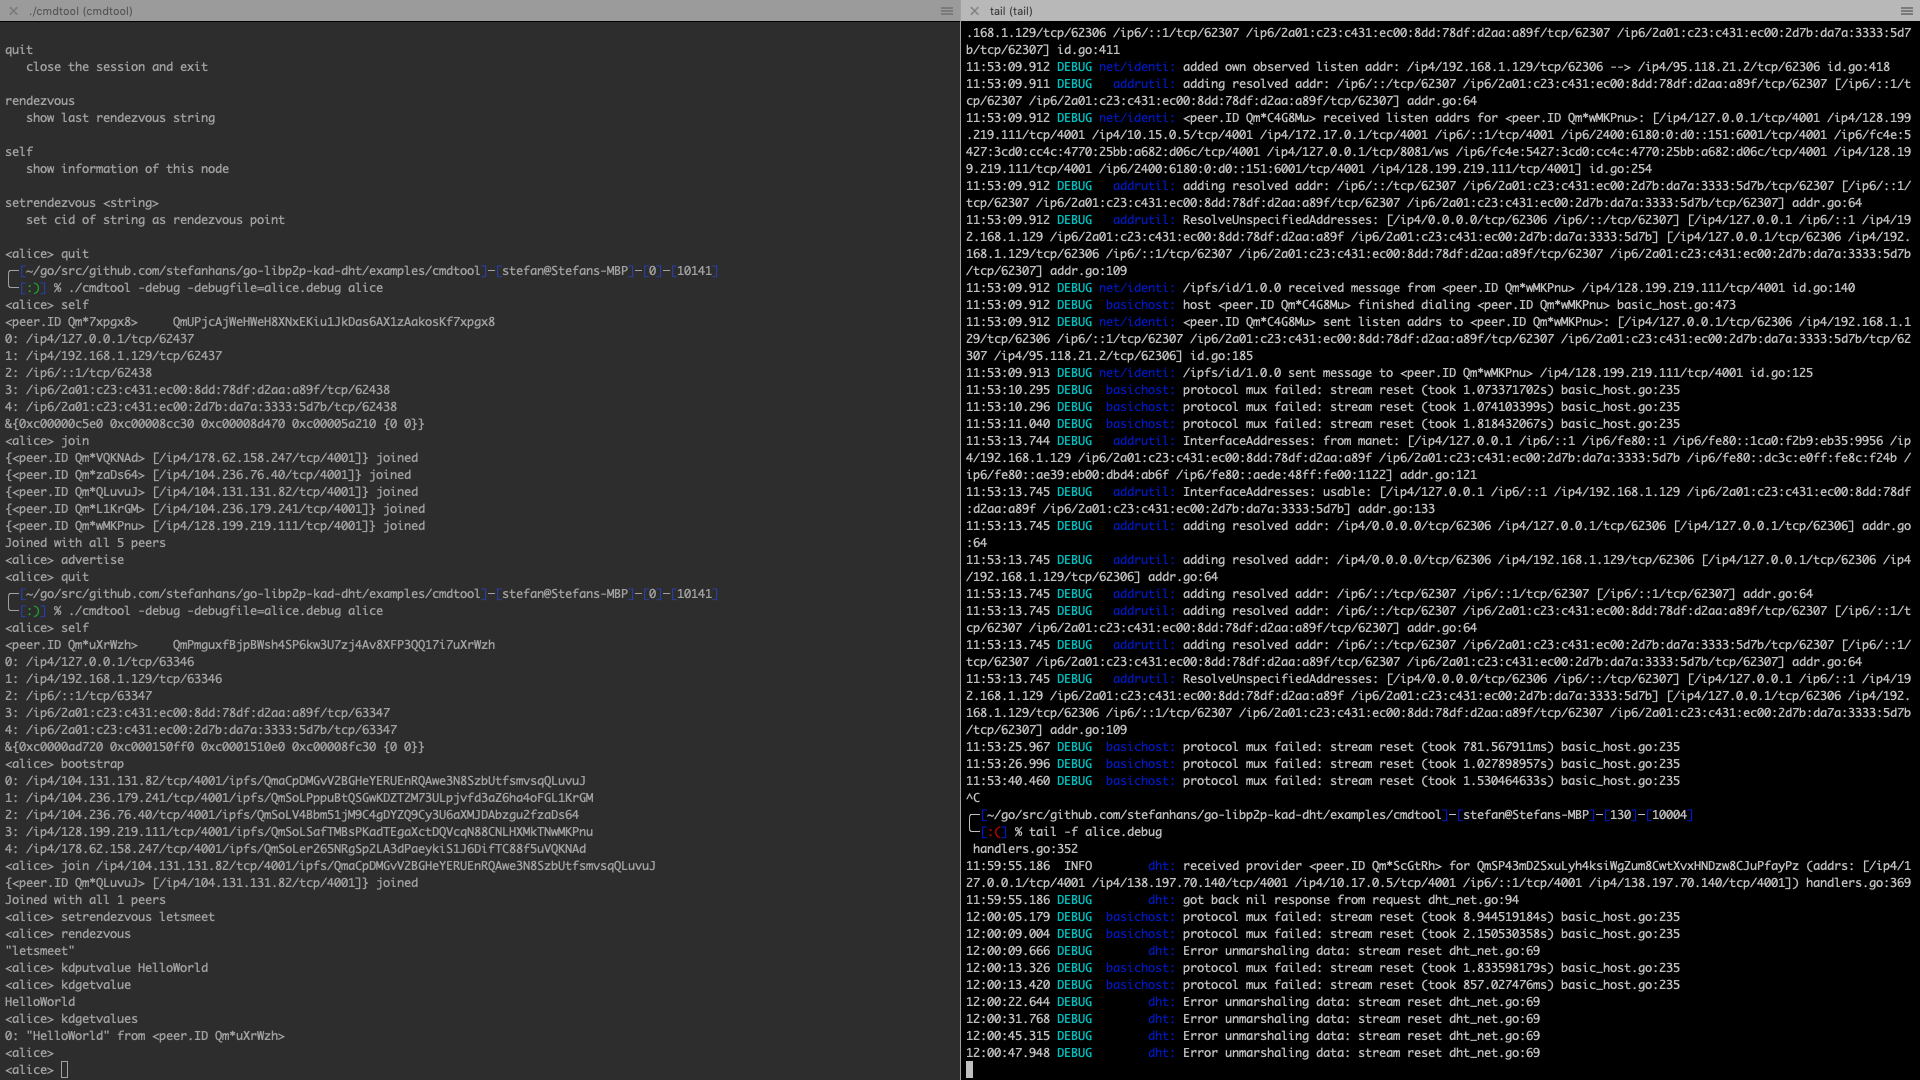 ./cmdtool (cmdtool)
quit
close the session and exit
rendezvous
show last rendezvous string
self
show information of this node
setrendezvous <string>
set cid of string as rendezvous point
<alice> quit
[~/go/src/github.com/stefanhans/go-libp2p-kad-dht/examples/cmdtool]─[stefan@Stefans-MBP]─[0]─[10141]
[:)] % ./cmdtool -debug -debugfile=alice.debug alice
<alice> self
<peer.ID Qm*7xpgx8>     QmUPjcAjWeHWeH8XNxEKiu1JkDas6AX1zAakosKf7xpgx8
0: /ip4/127.0.0.1/tcp/62437
1: /ip4/192.168.1.129/tcp/62437
2: /ip6/::1/tcp/62438
3: /ip6/2a01:c23:c431:ec00:8dd:78df:d2aa:a89f/tcp/62438
4: /ip6/2a01:c23:c431:ec00:2d7b:da7a:3333:5d7b/tcp/62438
&{0xc00000c5e0 0xc00008cc30 0xc00008d470 0xc00005a210 {0 0}}
<alice> join
{<peer.ID Qm*VQKNAd> [/ip4/178.62.158.247/tcp/4001]} joined
{<peer.ID Qm*zaDs64> [/ip4/104.236.76.40/tcp/4001]} joined
{<peer.ID Qm*QLuvuJ> [/ip4/104.131.131.82/tcp/4001]} joined
{<peer.ID Qm*L1KrGM> [/ip4/104.236.179.241/tcp/4001]} joined
{<peer.ID Qm*wMKPnu> [/ip4/128.199.219.111/tcp/4001]} joined
Joined with all 5 peers
<alice> advertise
<alice> quit
[~/go/src/github.com/stefanhans/go-libp2p-kad-dht/examples/cmdtool]─[stefan@Stefans-MBP]─[0]─[10141]
[:)] % ./cmdtool -debug -debugfile=alice.debug alice
<alice> self
<peer.ID Qm*uXrWzh>     QmPmguxfBjpBWsh4SP6kw3U7zj4Av8XFP3QQ17i7uXrWzh
0: /ip4/127.0.0.1/tcp/63346
1: /ip4/192.168.1.129/tcp/63346
2: /ip6/::1/tcp/63347
3: /ip6/2a01:c23:c431:ec00:8dd:78df:d2aa:a89f/tcp/63347
4: /ip6/2a01:c23:c431:ec00:2d7b:da7a:3333:5d7b/tcp/63347
&{0xc0000ad720 0xc000150ff0 0xc0001510e0 0xc00008fc30 {0 0}}
<alice> bootstrap
0: /ip4/104.131.131.82/tcp/4001/ipfs/QmaCpDMGvV2BGHeYERUEnRQAwe3N8SzbUtfsmvsqQLuvuJ
1: /ip4/104.236.179.241/tcp/4001/ipfs/QmSoLPppuBtQSGwKDZT2M73ULpjvfd3aZ6ha4oFGL1KrGM
2: /ip4/104.236.76.40/tcp/4001/ipfs/QmSoLV4Bbm51jM9C4gDYZQ9Cy3U6aXMJDAbzgu2fzaDs64
3: /ip4/128.199.219.111/tcp/4001/ipfs/QmSoLSafTMBsPKadTEgaXctDQVcqN88CNLHXMkTNwMKPnu
4: /ip4/178.62.158.247/tcp/4001/ipfs/QmSoLer265NRgSp2LA3dPaeykiS1J6DifTC88f5uVQKNAd
<alice> join /ip4/104.131.131.82/tcp/4001/ipfs/QmaCpDMGvV2BGHeYERUEnRQAwe3N8SzbUtfsmvsqQLuvuJ
{<peer.ID Qm*QLuvuJ> [/ip4/104.131.131.82/tcp/4001]} joined
Joined with all 1 peers
<alice> setrendezvous letsmeet
<alice> rendezvous
"letsmeet"
<alice> kdputvalue HelloWorld
<alice> kdgetvalue
HelloWorld
<alice> kdgetvalues
0: "HelloWorld" from <peer.ID Qm*uXrWzh>
<alice>
<alice>
tail (tail)
.168.1.129/tcp/62306 /ip6/::1/tcp/62307 /ip6/2a01:c23:c431:ec00:8dd:78df:d2aa:a89f/tcp/62307 /ip6/2a01:c23:c431:ec00:2d7b:da7a:3333:5d7
b/tcp/62307] id.go:411
11:53:09.912 DEBUG net/identi: added own observed listen addr: /ip4/192.168.1.129/tcp/62306 --> /ip4/95.118.21.2/tcp/62306 id.go:418
11:53:09.911 DEBUG   addrutil: adding resolved addr: /ip6/::/tcp/62307 /ip6/2a01:c23:c431:ec00:8dd:78df:d2aa:a89f/tcp/62307 [/ip6/::1/t
cp/62307 /ip6/2a01:c23:c431:ec00:8dd:78df:d2aa:a89f/tcp/62307] addr.go:64
11:53:09.912 DEBUG net/identi: <peer.ID Qm*C4G8Mu> received listen addrs for <peer.ID Qm*wMKPnu>: [/ip4/127.0.0.1/tcp/4001 /ip4/128.199
.219.111/tcp/4001 /ip4/10.15.0.5/tcp/4001 /ip4/172.17.0.1/tcp/4001 /ip6/::1/tcp/4001 /ip6/2400:6180:0:d0::151:6001/tcp/4001 /ip6/fc4e:5
427:3cd0:cc4c:4770:25bb:a682:d06c/tcp/4001 /ip4/127.0.0.1/tcp/8081/ws /ip6/fc4e:5427:3cd0:cc4c:4770:25bb:a682:d06c/tcp/4001 /ip4/128.19
9.219.111/tcp/4001 /ip6/2400:6180:0:d0::151:6001/tcp/4001 /ip4/128.199.219.111/tcp/4001] id.go:254
11:53:09.912 DEBUG   addrutil: adding resolved addr: /ip6/::/tcp/62307 /ip6/2a01:c23:c431:ec00:2d7b:da7a:3333:5d7b/tcp/62307 [/ip6/::1/
tcp/62307 /ip6/2a01:c23:c431:ec00:8dd:78df:d2aa:a89f/tcp/62307 /ip6/2a01:c23:c431:ec00:2d7b:da7a:3333:5d7b/tcp/62307] addr.go:64
11:53:09.912 DEBUG   addrutil: ResolveUnspecifiedAddresses: [/ip4/0.0.0.0/tcp/62306 /ip6/::/tcp/62307] [/ip4/127.0.0.1 /ip6/::1 /ip4/19
2.168.1.129 /ip6/2a01:c23:c431:ec00:8dd:78df:d2aa:a89f /ip6/2a01:c23:c431:ec00:2d7b:da7a:3333:5d7b] [/ip4/127.0.0.1/tcp/62306 /ip4/192.
168.1.129/tcp/62306 /ip6/::1/tcp/62307 /ip6/2a01:c23:c431:ec00:8dd:78df:d2aa:a89f/tcp/62307 /ip6/2a01:c23:c431:ec00:2d7b:da7a:3333:5d7b
/tcp/62307] addr.go:109
11:53:09.912 DEBUG net/identi: /ipfs/id/1.0.0 received message from <peer.ID Qm*wMKPnu> /ip4/128.199.219.111/tcp/4001 id.go:140
11:53:09.912 DEBUG  basichost: host <peer.ID Qm*C4G8Mu> finished dialing <peer.ID Qm*wMKPnu> basic_host.go:473
11:53:09.912 DEBUG net/identi: <peer.ID Qm*C4G8Mu> sent listen addrs to <peer.ID Qm*wMKPnu>: [/ip4/127.0.0.1/tcp/62306 /ip4/192.168.1.1
29/tcp/62306 /ip6/::1/tcp/62307 /ip6/2a01:c23:c431:ec00:8dd:78df:d2aa:a89f/tcp/62307 /ip6/2a01:c23:c431:ec00:2d7b:da7a:3333:5d7b/tcp/62
307 /ip4/95.118.21.2/tcp/62306] id.go:185
11:53:09.913 DEBUG net/identi: /ipfs/id/1.0.0 sent message to <peer.ID Qm*wMKPnu> /ip4/128.199.219.111/tcp/4001 id.go:125
11:53:10.295 DEBUG  basichost: protocol mux failed: stream reset (took 1.073371702s) basic_host.go:235
11:53:10.296 DEBUG  basichost: protocol mux failed: stream reset (took 1.074103399s) basic_host.go:235
11:53:11.040 DEBUG  basichost: protocol mux failed: stream reset (took 1.818432067s) basic_host.go:235
11:53:13.744 DEBUG   addrutil: InterfaceAddresses: from manet: [/ip4/127.0.0.1 /ip6/::1 /ip6/fe80::1 /ip6/fe80::1ca0:f2b9:eb35:9956 /ip
4/192.168.1.129 /ip6/2a01:c23:c431:ec00:8dd:78df:d2aa:a89f /ip6/2a01:c23:c431:ec00:2d7b:da7a:3333:5d7b /ip6/fe80::dc3c:e0ff:fe8c:f24b /
ip6/fe80::ae39:eb00:dbd4:ab6f /ip6/fe80::aede:48ff:fe00:1122] addr.go:121
11:53:13.745 DEBUG   addrutil: InterfaceAddresses: usable: [/ip4/127.0.0.1 /ip6/::1 /ip4/192.168.1.129 /ip6/2a01:c23:c431:ec00:8dd:78df
:d2aa:a89f /ip6/2a01:c23:c431:ec00:2d7b:da7a:3333:5d7b] addr.go:133
11:53:13.745 DEBUG   addrutil: adding resolved addr: /ip4/0.0.0.0/tcp/62306 /ip4/127.0.0.1/tcp/62306 [/ip4/127.0.0.1/tcp/62306] addr.go
:64
11:53:13.745 DEBUG   addrutil: adding resolved addr: /ip4/0.0.0.0/tcp/62306 /ip4/192.168.1.129/tcp/62306 [/ip4/127.0.0.1/tcp/62306 /ip4
/192.168.1.129/tcp/62306] addr.go:64
11:53:13.745 DEBUG   addrutil: adding resolved addr: /ip6/::/tcp/62307 /ip6/::1/tcp/62307 [/ip6/::1/tcp/62307] addr.go:64
11:53:13.745 DEBUG   addrutil: adding resolved addr: /ip6/::/tcp/62307 /ip6/2a01:c23:c431:ec00:8dd:78df:d2aa:a89f/tcp/62307 [/ip6/::1/t
cp/62307 /ip6/2a01:c23:c431:ec00:8dd:78df:d2aa:a89f/tcp/62307] addr.go:64
11:53:13.745 DEBUG   addrutil: adding resolved addr: /ip6/::/tcp/62307 /ip6/2a01:c23:c431:ec00:2d7b:da7a:3333:5d7b/tcp/62307 [/ip6/::1/
tcp/62307 /ip6/2a01:c23:c431:ec00:8dd:78df:d2aa:a89f/tcp/62307 /ip6/2a01:c23:c431:ec00:2d7b:da7a:3333:5d7b/tcp/62307] addr.go:64
11:53:13.745 DEBUG   addrutil: ResolveUnspecifiedAddresses: [/ip4/0.0.0.0/tcp/62306 /ip6/::/tcp/62307] [/ip4/127.0.0.1 /ip6/::1 /ip4/19
2.168.1.129 /ip6/2a01:c23:c431:ec00:8dd:78df:d2aa:a89f /ip6/2a01:c23:c431:ec00:2d7b:da7a:3333:5d7b] [/ip4/127.0.0.1/tcp/62306 /ip4/192.
168.1.129/tcp/62306 /ip6/::1/tcp/62307 /ip6/2a01:c23:c431:ec00:8dd:78df:d2aa:a89f/tcp/62307 /ip6/2a01:c23:c431:ec00:2d7b:da7a:3333:5d7b
/tcp/62307] addr.go:109
11:53:25.967 DEBUG  basichost: protocol mux failed: stream reset (took 781.567911ms) basic_host.go:235
11:53:26.996 DEBUG  basichost: protocol mux failed: stream reset (took 1.027898957s) basic_host.go:235
11:53:40.460 DEBUG  basichost: protocol mux failed: stream reset (took 1.530464633s) basic_host.go:235
^C
[~/go/src/github.com/stefanhans/go-libp2p-kad-dht/examples/cmdtool]─[stefan@Stefans-MBP]─[130]─[10004]
[:(] % tail -f alice.debug
handlers.go:352
11:59:55.186  INFO        dht: received provider <peer.ID Qm*ScGtRh> for QmSP43mD2SxuLyh4ksiWgZum8CwtXvxHNDzw8CJuPfayPz (addrs: [/ip4/1
27.0.0.1/tcp/4001 /ip4/138.197.70.140/tcp/4001 /ip4/10.17.0.5/tcp/4001 /ip6/::1/tcp/4001 /ip4/138.197.70.140/tcp/4001]) handlers.go:369
11:59:55.186 DEBUG        dht: got back nil response from request dht_net.go:94
12:00:05.179 DEBUG  basichost: protocol mux failed: stream reset (took 8.944519184s) basic_host.go:235
12:00:09.004 DEBUG  basichost: protocol mux failed: stream reset (took 2.150530358s) basic_host.go:235
12:00:09.666 DEBUG        dht: Error unmarshaling data: stream reset dht_net.go:69
12:00:13.326 DEBUG  basichost: protocol mux failed: stream reset (took 1.833598179s) basic_host.go:235
12:00:13.420 DEBUG  basichost: protocol mux failed: stream reset (took 857.027476ms) basic_host.go:235
12:00:22.644 DEBUG        dht: Error unmarshaling data: stream reset dht_net.go:69
12:00:31.768 DEBUG        dht: Error unmarshaling data: stream reset dht_net.go:69
12:00:45.315 DEBUG        dht: Error unmarshaling data: stream reset dht_net.go:69
12:00:47.948 DEBUG        dht: Error unmarshaling data: stream reset dht_net.go:69